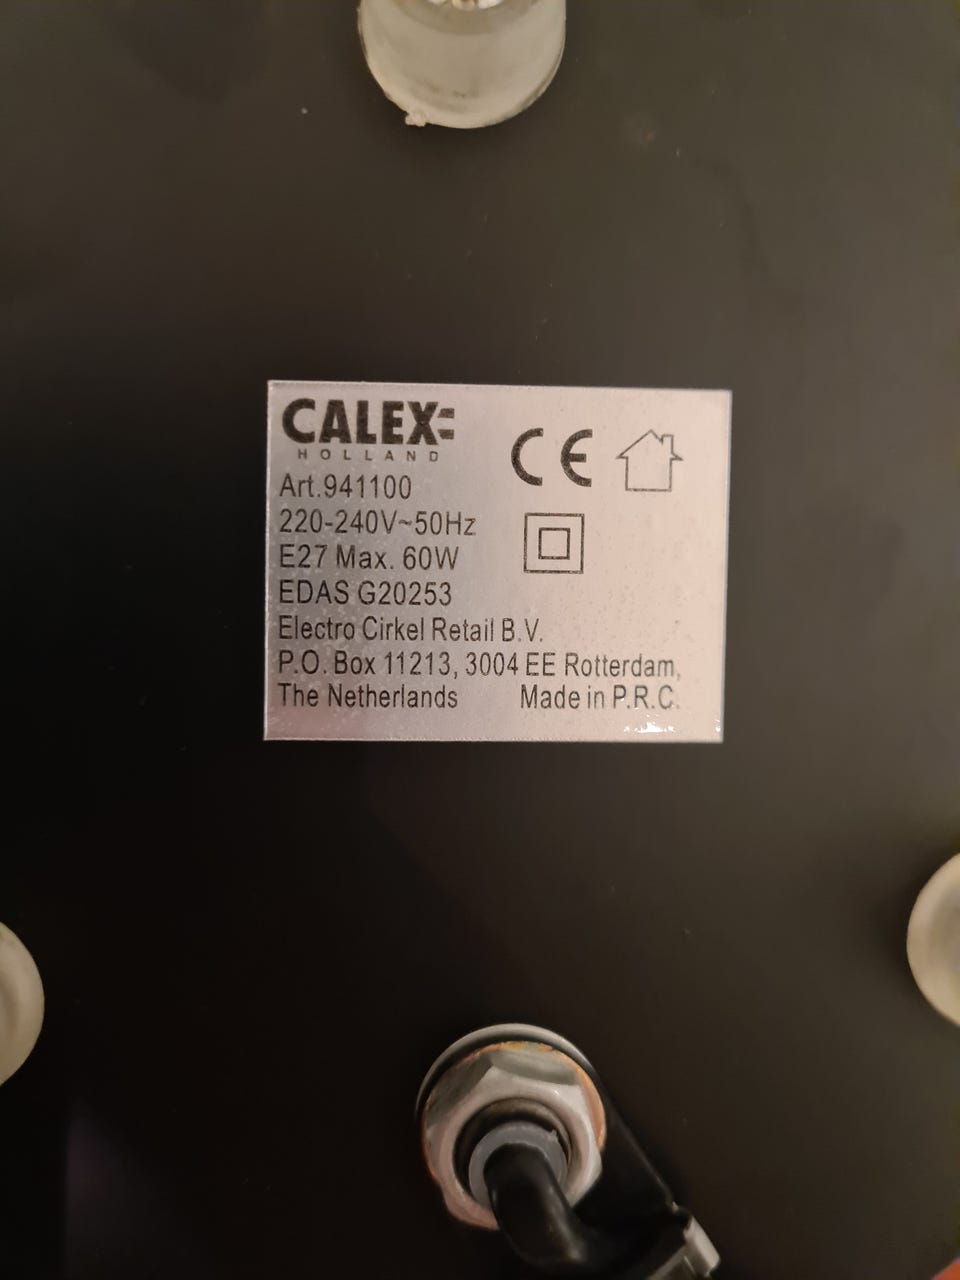 CALEX
HOLLAND
CE
Art.941100
220-240V~50Hz
E27 Max. 60W
EDAS G20253
Electro Cirkel Retail B.V.
P.O. Box 11213, 3004 EE Rotterdam,
The Netherlands Made in P.R.C.